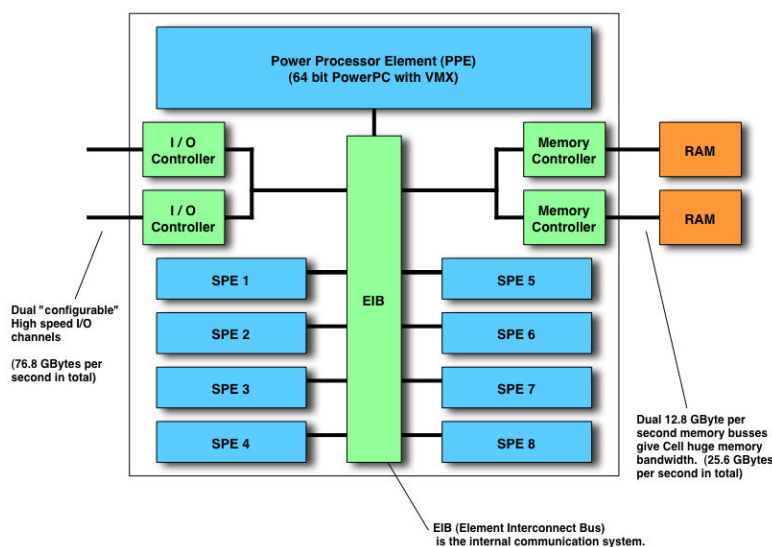 Power Processor Element (PPE)
(64 bit PowerPC with VMX)
I / O
Controller
Memory
Controller
RAM
I / O
Controller
Memory
Controller
RAM
EIB
SPE 1
SPE 5
SPE 2
SPE 6
SPE 3
SPE 7
SPE 4
SPE 8
Dual "configurable"
High speed I/O
channels
(76.8 GBytes per
second in total)
Dual 12.8 GByte per
second memory busses
give Cell huge memory
bandwidth. (25.6 GBytes
per second in total)
EIB (Element Interconnect Bus)
is the internal communication system.